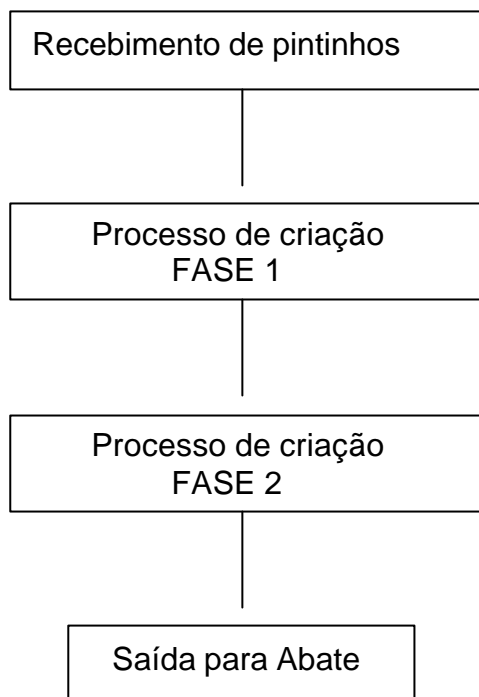 Recebimento de pintinhos
Processo de criação
FASE 1
Processo de criação
FASE 2
Saída para Abate